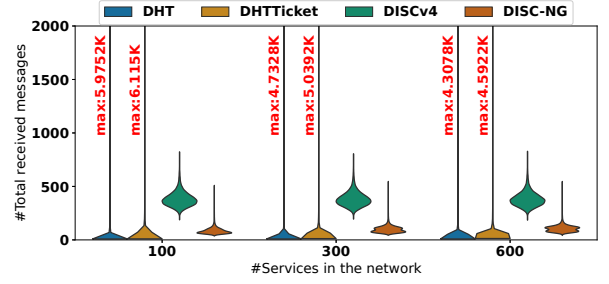 DHT DHTTicket DISCv4 DISC-NG
#Total received messages
2000
1500
1000
500
0
max:5.9752K
max:6.115K
max:4.7328K
max:5.0392K
max:4.3078K
max:4.5922K
100 300 600
#Services in the network